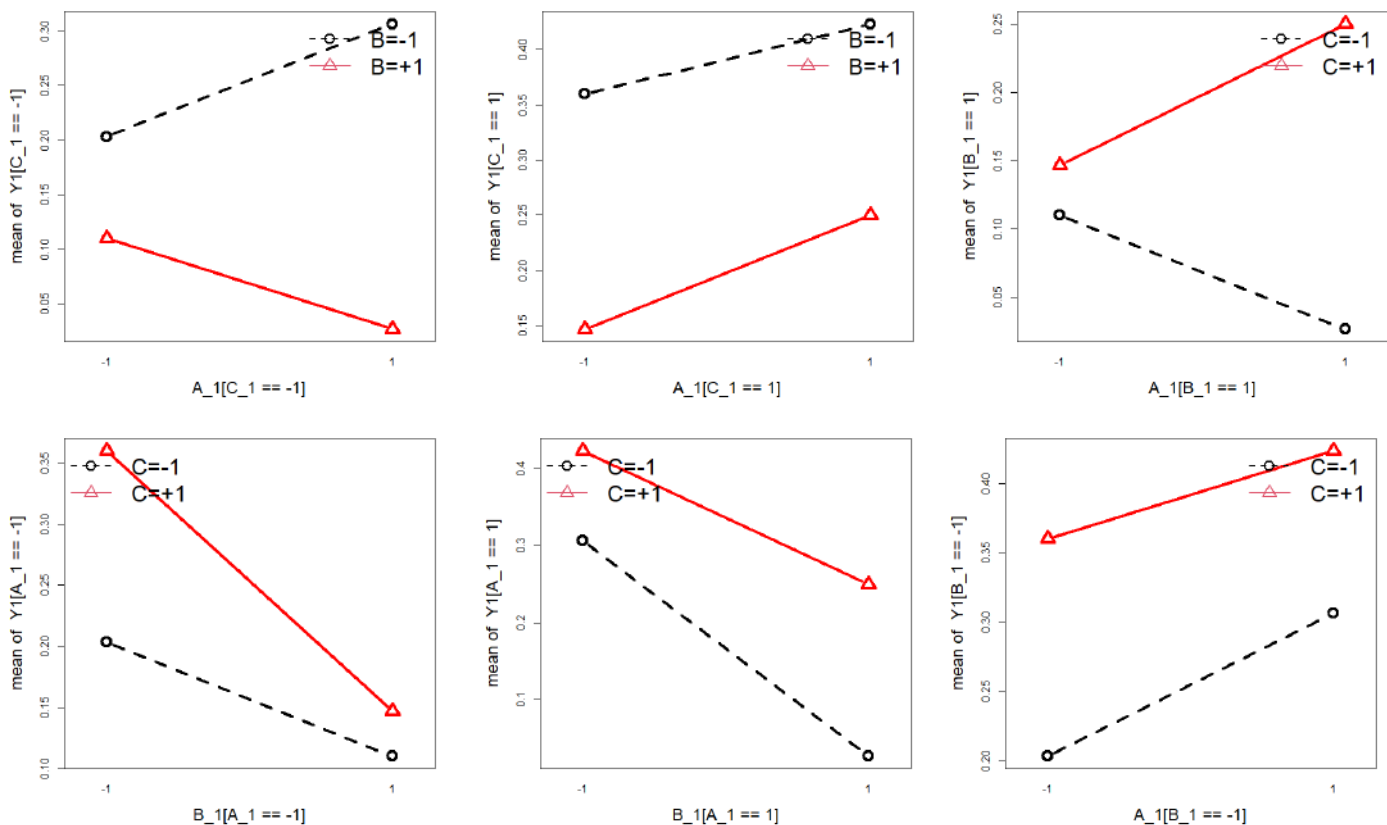 mean of Y1[C_1 == -1]
0.30
0.25
0.20
0.15
0.10
0.05
B=-1
B=+1
-1 1
A_1[C_1 == -1]
mean of Y1[C_1 == 1]
0.40
0.35
0.30
0.25
0.20
0.15
B=-1
B=+1
-1 1
A_1[C_1 == 1]
mean of Y1[B_1 == 1]
0.25
0.20
0.15
0.10
0.05
C=-1
C=+1
-1 1
A_1[B_1 == 1]
mean of Y1[A_1 == -1]
0.35
0.30
0.25
0.20
0.15
0.10
C=-1
C=+1
-1 1
B_1[A_1 == -1]
mean of Y1[A_1 == 1]
0.4
0.3
0.2
0.1
C=-1
C=+1
-1 1
B_1[A_1 == 1]
mean of Y1[B_1 == -1]
0.40
0.35
0.30
0.25
0.20
C=-1
C=+1
-1 1
A_1[B_1 == -1]